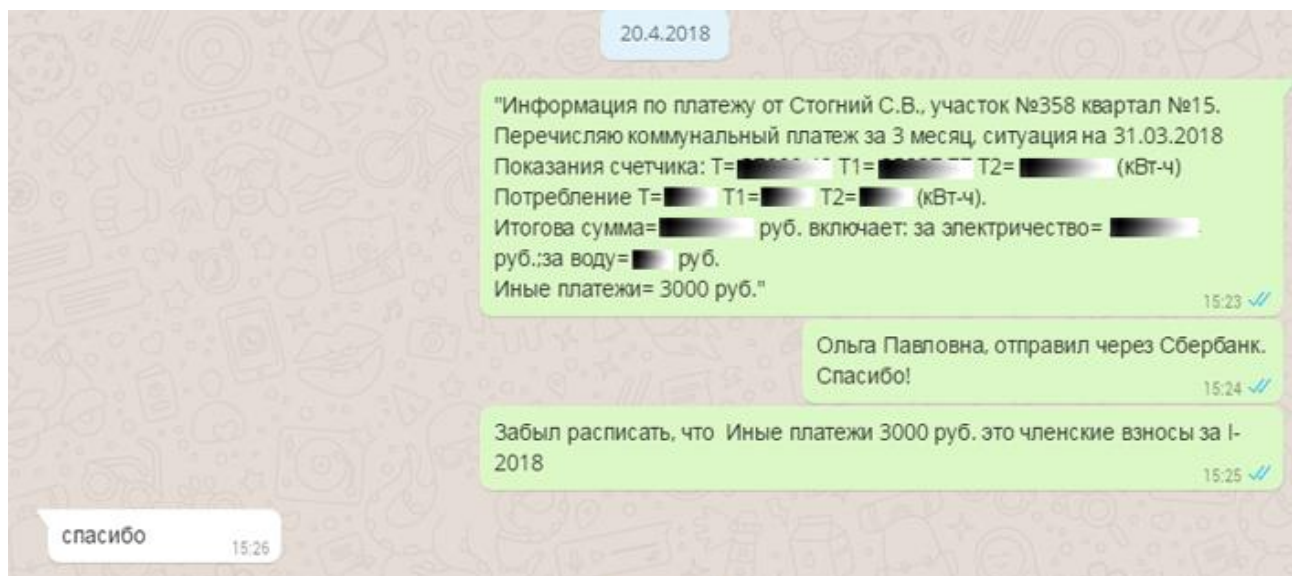 20.4.2018
"Информация по платежу от Стогний С.В., участок №358 квартал №15.
Перечисляю коммунальный платеж за 3 месяц, ситуация на 31.03.2018
Показания счетчика: Т= Т1= Т2= (кВт-ч)
Потребление Т= Т1= Т2= (кВт-ч).
Итогова сумма= руб. включает: за электричество=
руб.;за воду= руб.
Иные платежи= 3000 руб."
15:23
Ольга Павловна, отправил через Сбербанк.
Спасибо!
15:24
Забыл расписать, что Иные платежи 3000 руб. это членские взносы за I-
2018
15:25
спасибо
15:26